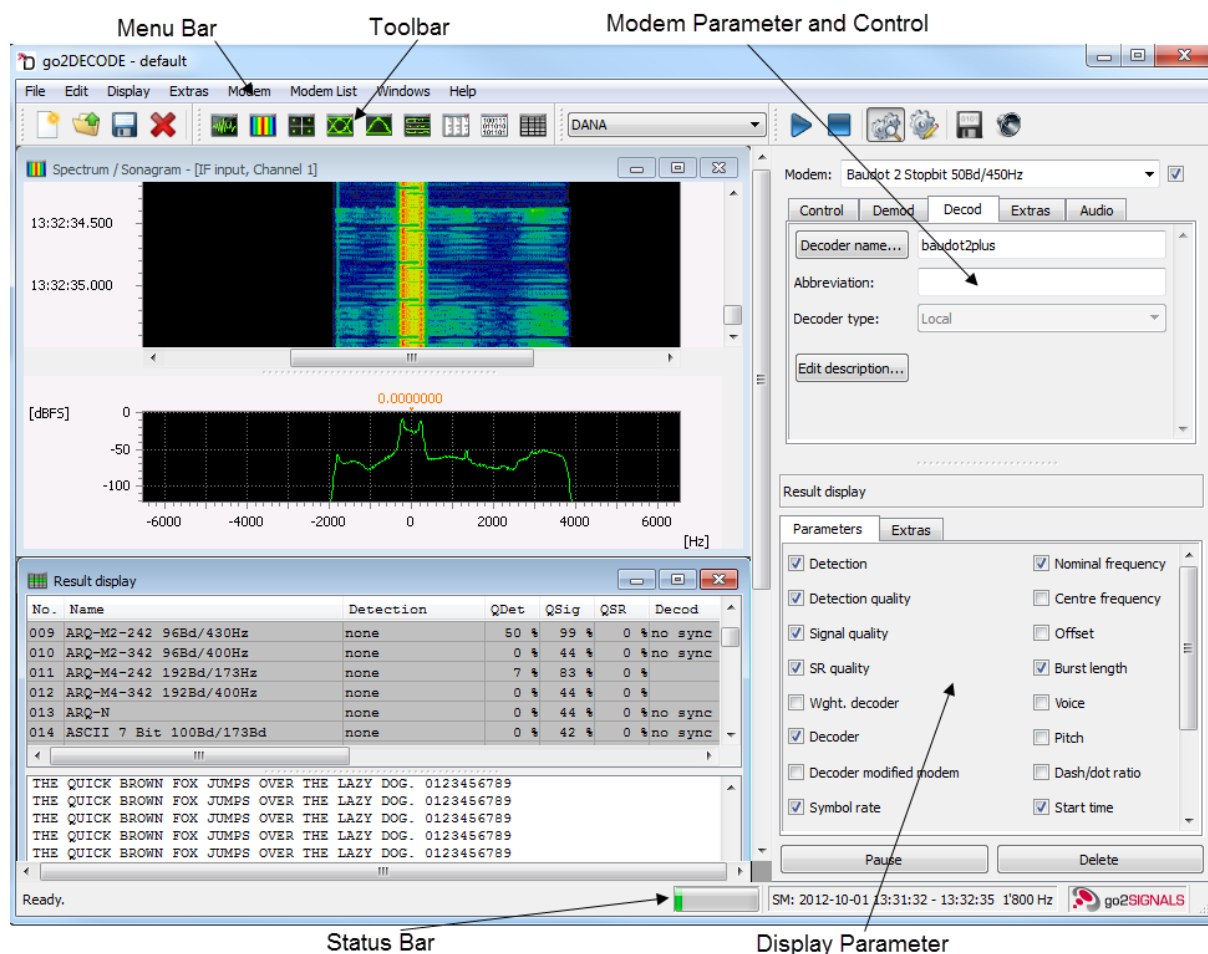 Menu Bar
Toolbar
Modem Parameter and Control
go2DECODE - default
File Edit Display Extras Modem Modem List Windows Help
DANA
Spectrum / Sonagram - [IF input, Channel 1]
13:32:34.500
13:32:35.000
0.0000000
[dBFS]
0
-50
-100
-6000 -4000 -2000 0 2000 4000 6000
[Hz]
Modem: Baudot 2 Stopbit 50Bd/450Hz
Control Demod Decod Extras Audio
Decoder name... baudot2plus
Abbreviation:
Decoder type: Local
Edit description...
Result display
Parameters Extras
Detection Nominal frequency
Detection quality Centre frequency
Signal quality Offset
SR quality Burst length
Wght. decoder Voice
Decoder Pitch
Decoder modified modem Dash/dot ratio
Symbol rate Start time
Pause Delete
Result display
No. Name Detection QDet QSig QSR Decod
009 ARQ-M2-242 96Bd/430Hz none 50 % 99 % 0 % no sync
010 ARQ-M2-342 96Bd/400Hz none 0 % 44 % 0 % no sync
011 ARQ-M4-242 192Bd/173Hz none 7 % 83 % 0 %
012 ARQ-M4-342 192Bd/400Hz none 0 % 44 % 0 %
013 ARQ-N none 0 % 44 % 0 % no sync
014 ASCII 7 Bit 100Bd/173Bd none 0 % 42 % 0 % no sync
THE QUICK BROWN FOX JUMPS OVER THE LAZY DOG. 0123456789
THE QUICK BROWN FOX JUMPS OVER THE LAZY DOG. 0123456789
THE QUICK BROWN FOX JUMPS OVER THE LAZY DOG. 0123456789
THE QUICK BROWN FOX JUMPS OVER THE LAZY DOG. 0123456789
THE QUICK BROWN FOX JUMPS OVER THE LAZY DOG. 0123456789
Ready.
SM: 2012-10-01 13:31:32 - 13:32:35 1'800 Hz
go2SIGNALS
Status Bar
Display Parameter